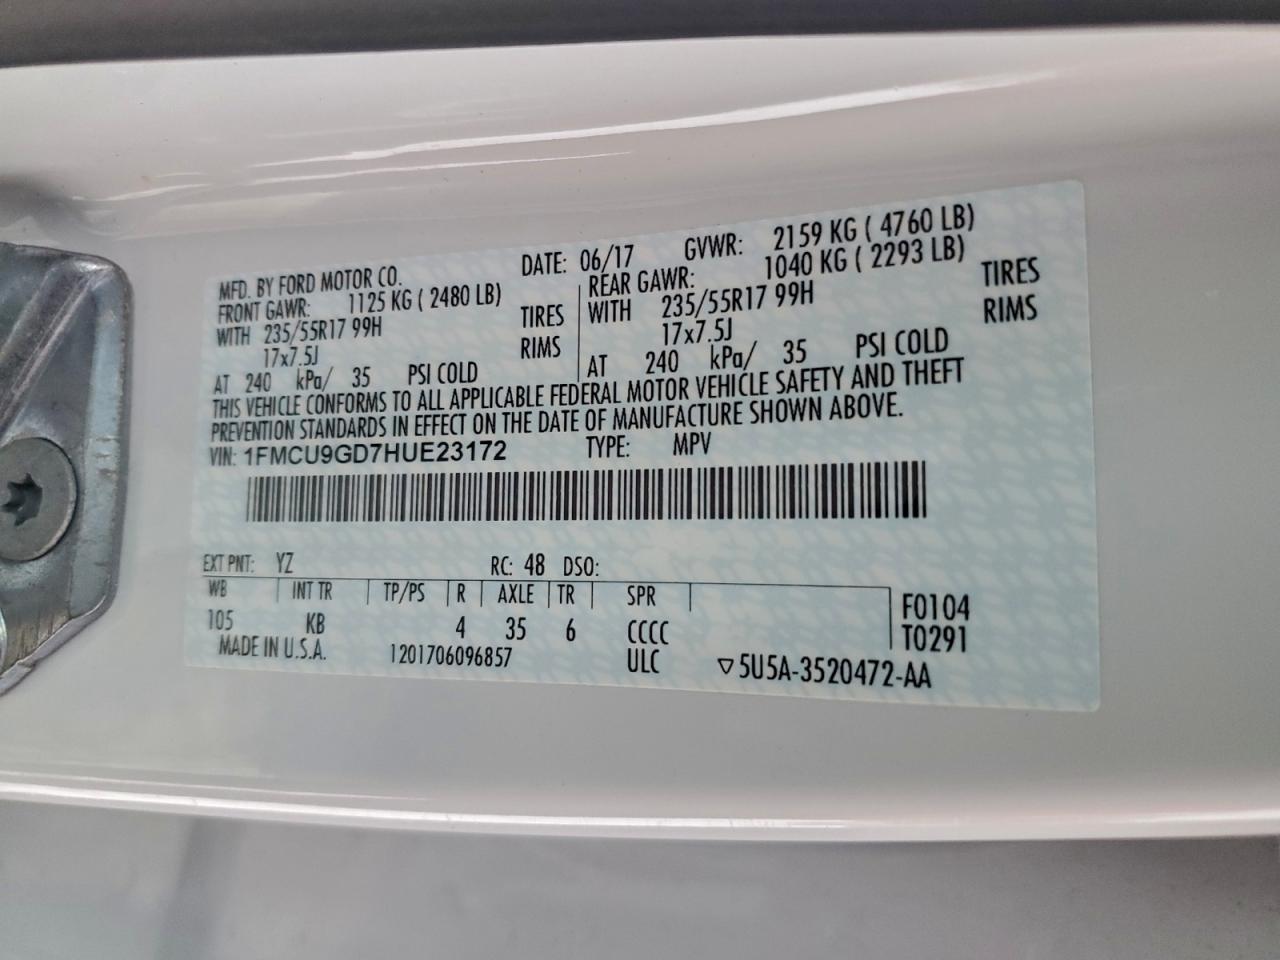 MFD. BY FORD MOTOR CO. DATE: 06/17 GVWR: 2159 KG ( 4760 LB)
FRONT GAWR: 1125 KG ( 2480 LB) REAR GAWR: 1040 KG ( 2293 LB)
WITH 235/55R17 99H TIRES WITH 235/55R17 99H TIRES
17x7.5J RIMS 17x7.5J RIMS
AT 240 kPa/ 35 PSI COLD AT 240 kPa/ 35 PSI COLD
THIS VEHICLE CONFORMS TO ALL APPLICABLE FEDERAL MOTOR VEHICLE SAFETY AND THEFT
PREVENTION STANDARDS IN EFFECT ON THE DATE OF MANUFACTURE SHOWN ABOVE.
VIN: 1FMCU9GD7HUE23172 TYPE: MPV
EXT PNT: YZ RC: 48 DSO:
WB INT TR TP/PS R AXLE TR SPR F0104
105 KB 4 35 6 CCCC T0291
MADE IN U.S.A. 1201706096857 ULC ▽5U5A-3520472-AA